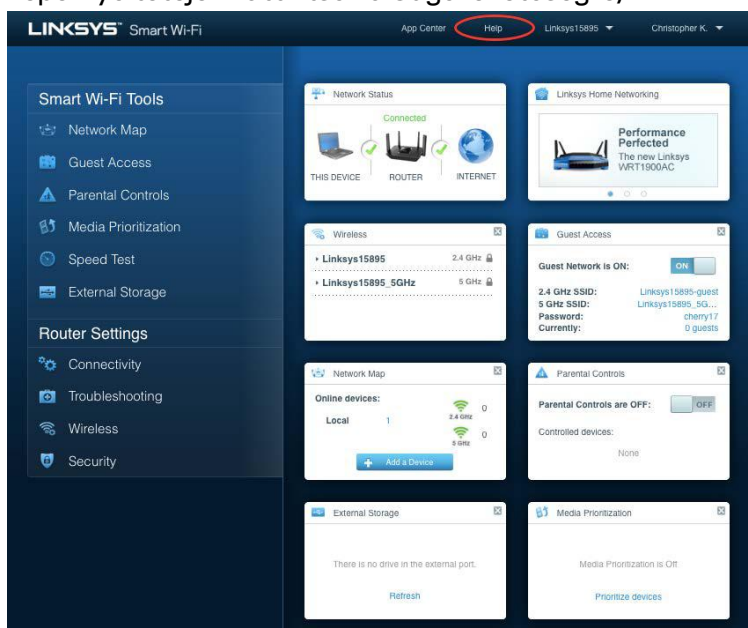 LINKSYS™ Smart Wi-Fi
App Center
Help
Linksys15895
Christopher K.
Smart Wi-Fi Tools
Network Map
Guest Access
Parental Controls
Media Prioritization
Speed Test
External Storage
Router Settings
Connectivity
Troubleshooting
Wireless
Security
Network Status
Connected
THIS DEVICE
ROUTER
INTERNET
Linksys Home Networking
Performance
Perfected
The new Linksys
WRT1900AC
Wireless
Linksys15895 2.4 GHz
Linksys15895_5GHz 5 GHz
Guest Access
Guest Network is ON: ON
2.4 GHz SSID: Linksys15895-guest
5 GHz SSID: Linksys15895_5G...
Password: cherry17
Currently: 0 guests
Network Map
Online devices:
Local 1
0
2.4 GHz
0
5 GHz
Add a Device
Parental Controls
Parental Controls are OFF: OFF
Controlled devices:
None
External Storage
There is no drive in the external port.
Refresh
Media Prioritization
Media Prioritization is Off
Prioritize devices